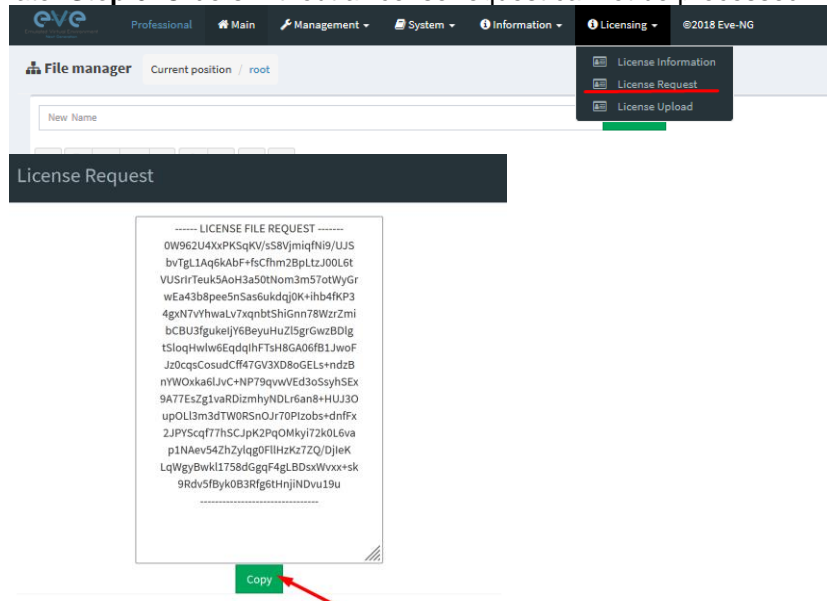 eve
Professional
Main
Management
System
Information
Licensing
©2018 Eve-NG
File manager
Current position / root
License Information
License Request
License Upload
New Name
License Request
------ LICENSE FILE REQUEST -------
0W962U4XxPKSqKV/sS8VjmiqfNi9/UJS
bvTgL1Aq6kAbF+fsCfhm2BpLtzJ00L6t
VUSrIrTeuk5AoH3a50tNom3m57otWyGr
wEa43b8pee5nSas6ukdqj0K+ihb4fKP3
4gxN7vYhwaLv7xqnbtShiGnn78WzrZmi
bCBU3fgukeIjY6BeyuHuZl5grGwzBDlg
tSloqHwlw6EqdqIhFTsH8GA06fB1JwoF
Jz0cqsCosudCff47GV3XD8oGELs+ndzB
nYWOxka6lJvC+NP79qvwVEd3oSsyhSEx
9A77EsZg1vaRDizmhyNDLr6an8+HUJ3O
upOLl3m3dTW0RSnOJr70PIzobs+dnfFx
2JPYScqf77hSCJpK2PqOMkyi72k0L6va
p1NAev54ZhZylqg0FllHzKz7ZQ/DjIeK
LqWgyBwkl1758dGgqF4gLBDsxWvxx+sk
9Rdv5fByk0B3Rfg6tHnjiNDvu19u
--------------------------------
Copy